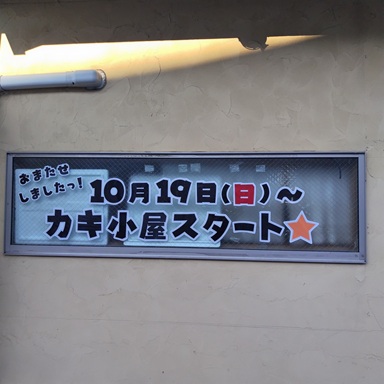 おまたせ
しましたっ!
10月19日(日)~
カキ小屋スタート☆